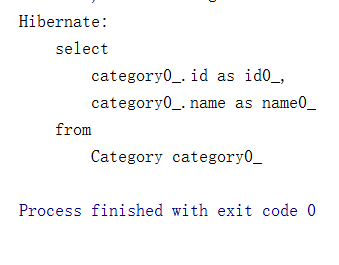 Hibernate:
select
category0_.id as id0_,
category0_.name as name0_
from
Category category0_
Process finished with exit code 0